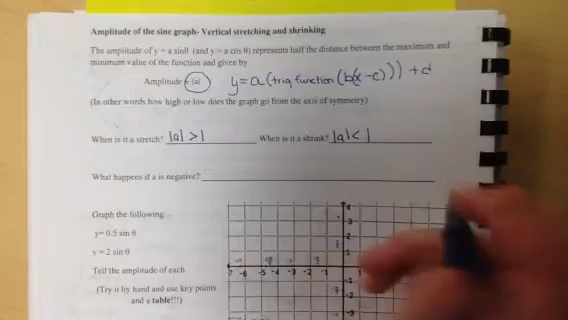 Amplitude of the sine graph- Vertical stretching and shrinking
The amplitude of y = a sinθ (and y = a cos θ) represents half the distance between the maximum and
minimum value of the function and given by
Amplitude = |a| y = a (trig function (b(x - c))) + d
(In other words how high or low does the graph go from the axis of symmetry)
When is it a stretch? |a| > 1 When is it a shrink? |a| < 1
What happens if a is negative?
Graph the following
y= 0.5 sin θ
y = 2 sin θ
Tell the amplitude of each
(Try it by hand and use key points
and a table!!!)
4
3
2
1
-7 -6 -5 -4 -3 -2 -1 1
-1
-2
-3